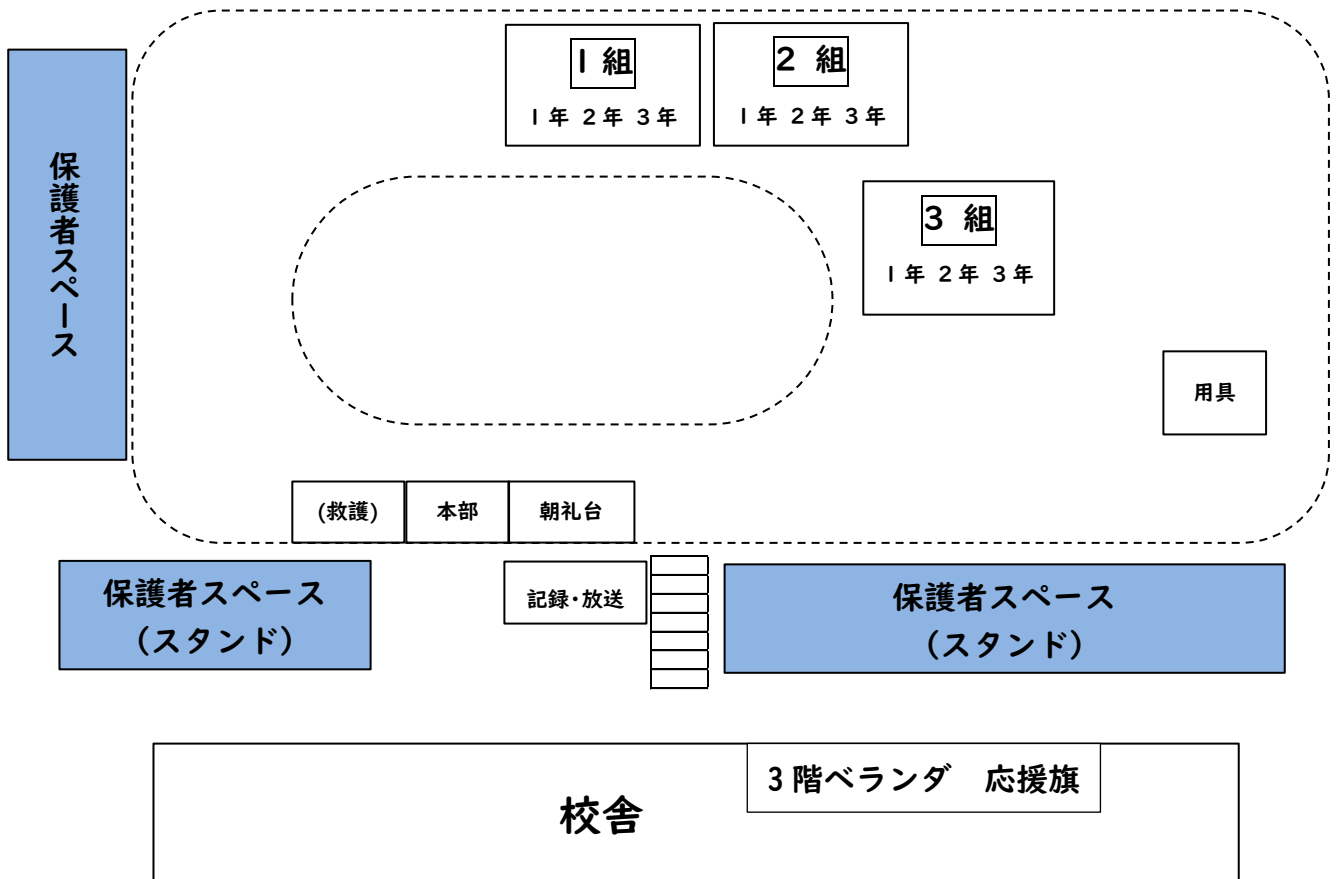 1組
1年 2年 3年
2 組
1年 2年 3年
保護者スペース
3 組
1年 2年 3年
用具
(救護)
本部
朝礼台
保護者スペース
(スタンド)
記録・放送
保護者スペース
(スタンド)
3階ベランダ　応援旗
校舎